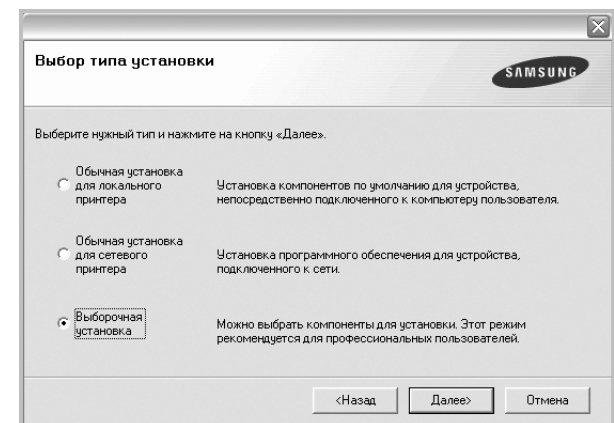 Выбор типа установки
SAMSUNG
Выберите нужный тип и нажмите на кнопку «Далее».
Обычная установка
для локального
принтера
Установка компонентов по умолчанию для устройства,
непосредственно подключенного к компьютеру пользователя.
Обычная установка
для сетевого
принтера
Установка программного обеспечения для устройства,
подключенного к сети.
Выборочная
установка
Можно выбрать компоненты для установки. Этот режим
рекомендуется для профессиональных пользователей.
<Назад
Далее>
Отмена